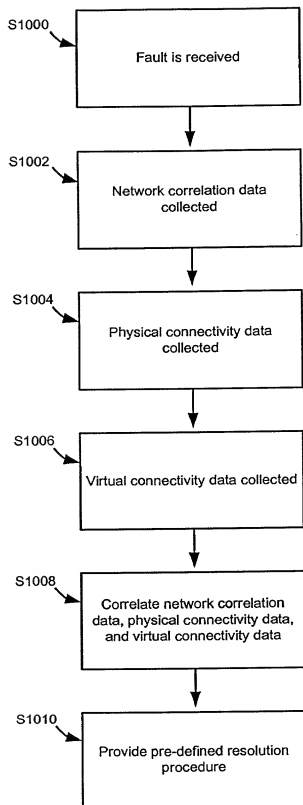 S1000
Fault is received
S1002
Network correlation data
collected
S1004
Physical connectivity data
collected
S1006
Virtual connectivity data collected
S1008
Correlate network correlation
data, physical connectivity data,
and virtual connectivity data
S1010
Provide pre-defined resolution
procedure